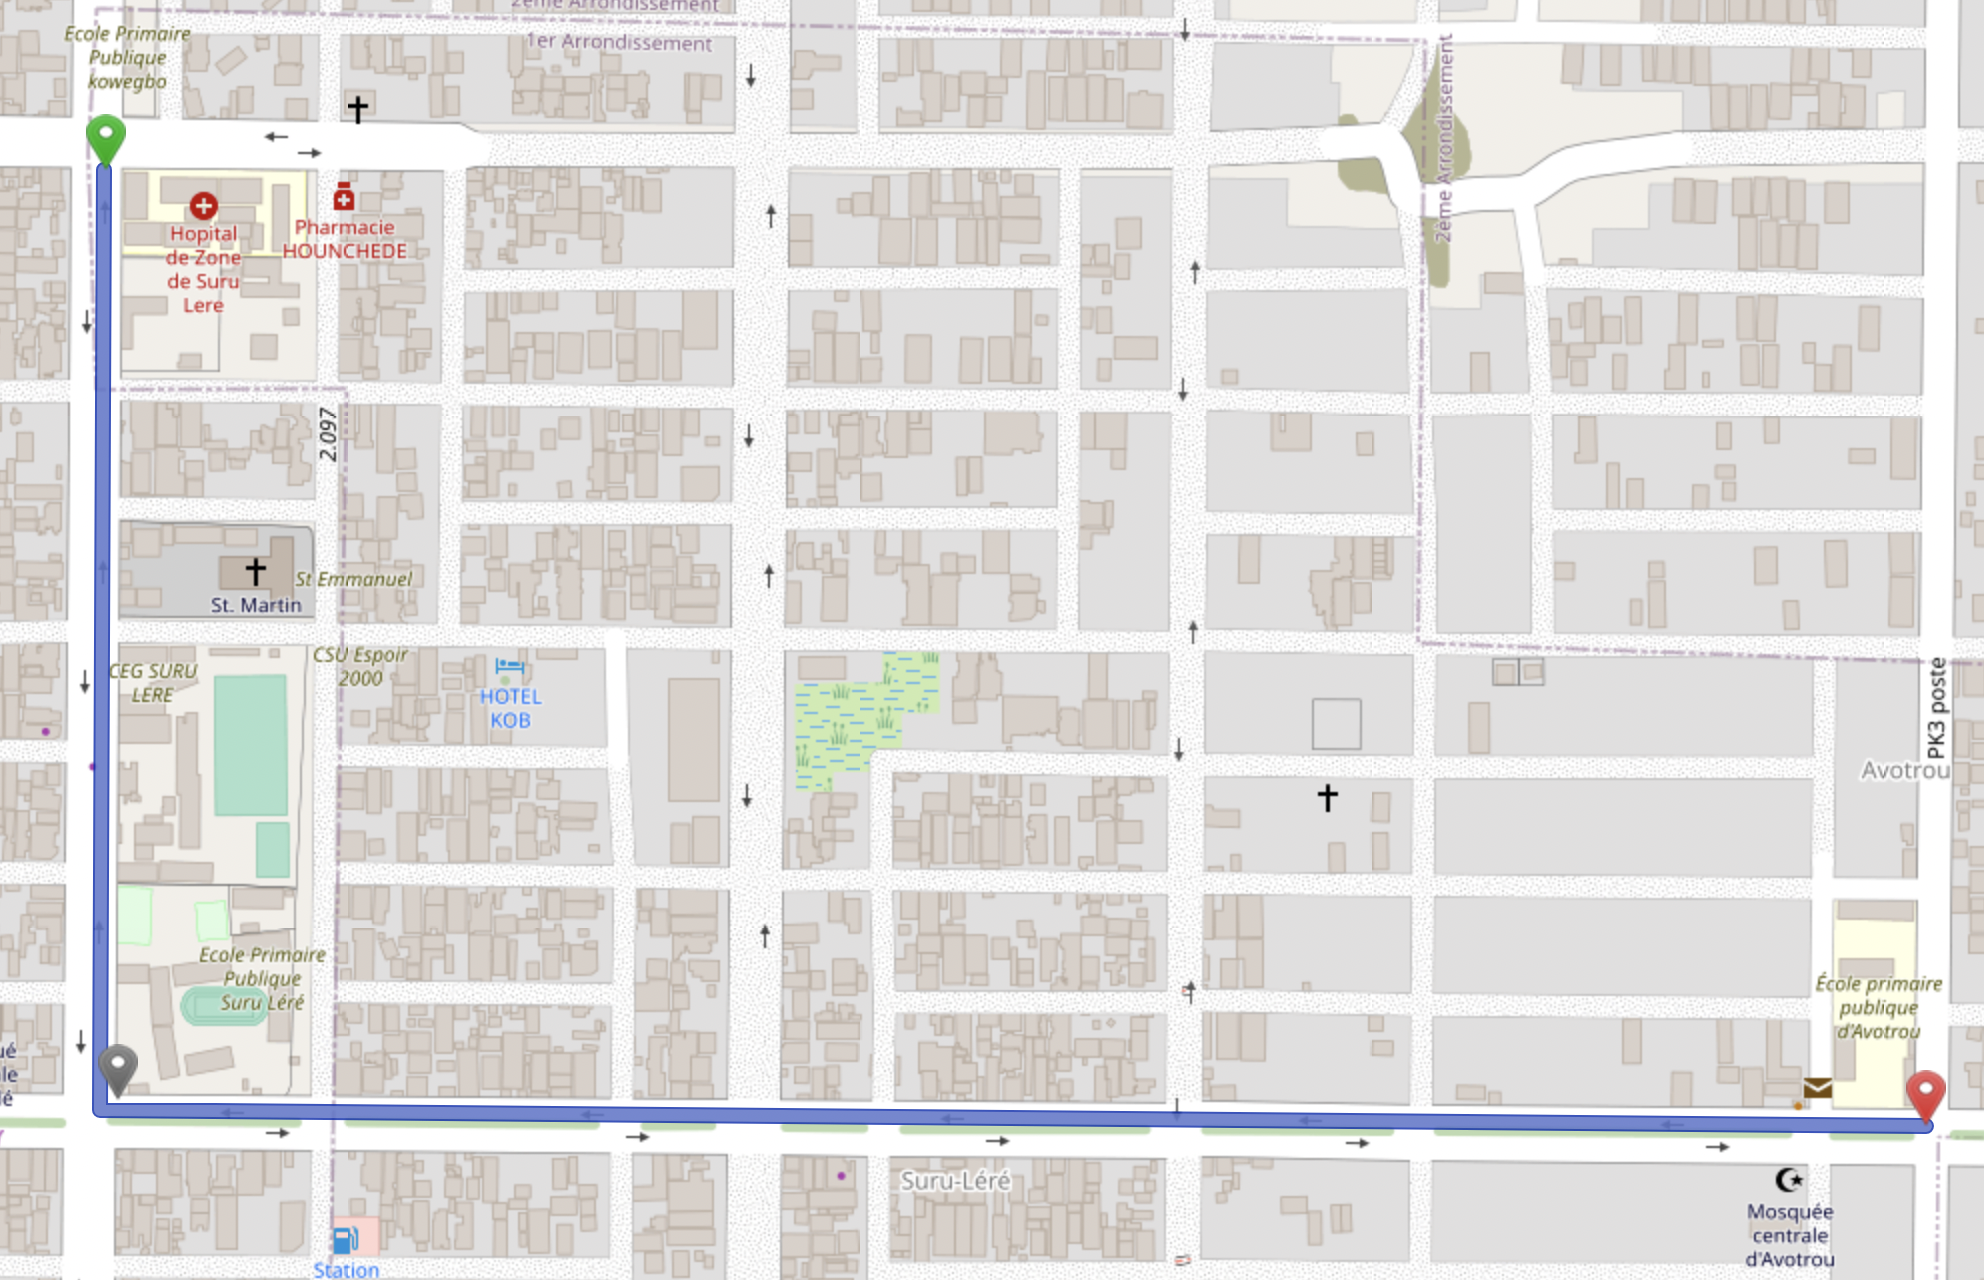 2ème Arrondissement
1er Arrondissement
Ecole Primaire
Publique
kowegbo
2ème Arrondissement
Hopital
de Zone
de Suru
Lere
Pharmacie
HOUNCHEDE
2.097
St Emmanuel
St. Martin
CEG SURU
LERE
CSU Espoir
2000
HOTEL
KOB
PK3 poste
Avotrou
Ecole Primaire
Publique
Suru Léré
École primaire
publique
d'Avotrou
Suru-Léré
Mosquée
centrale
d'Avotrou
Station